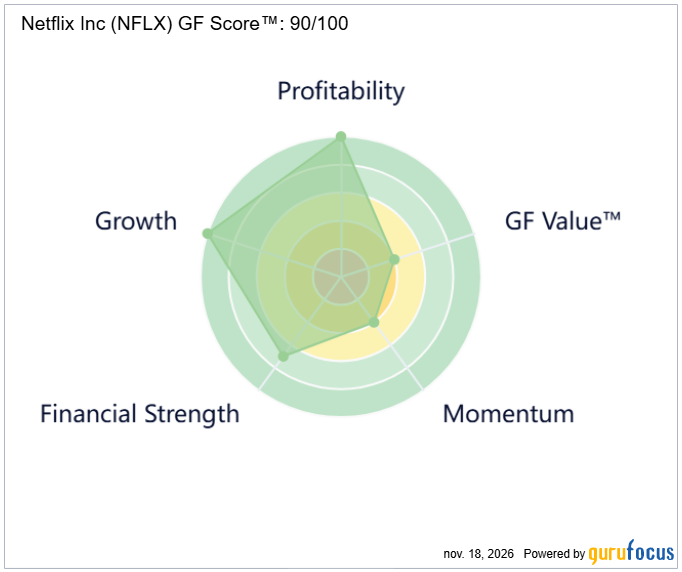 Netflix Inc (NFLX) GF Score™: 90/100
Profitability
Growth
GF Value™
Financial Strength
Momentum
nov. 18, 2026 Powered by gurufocus